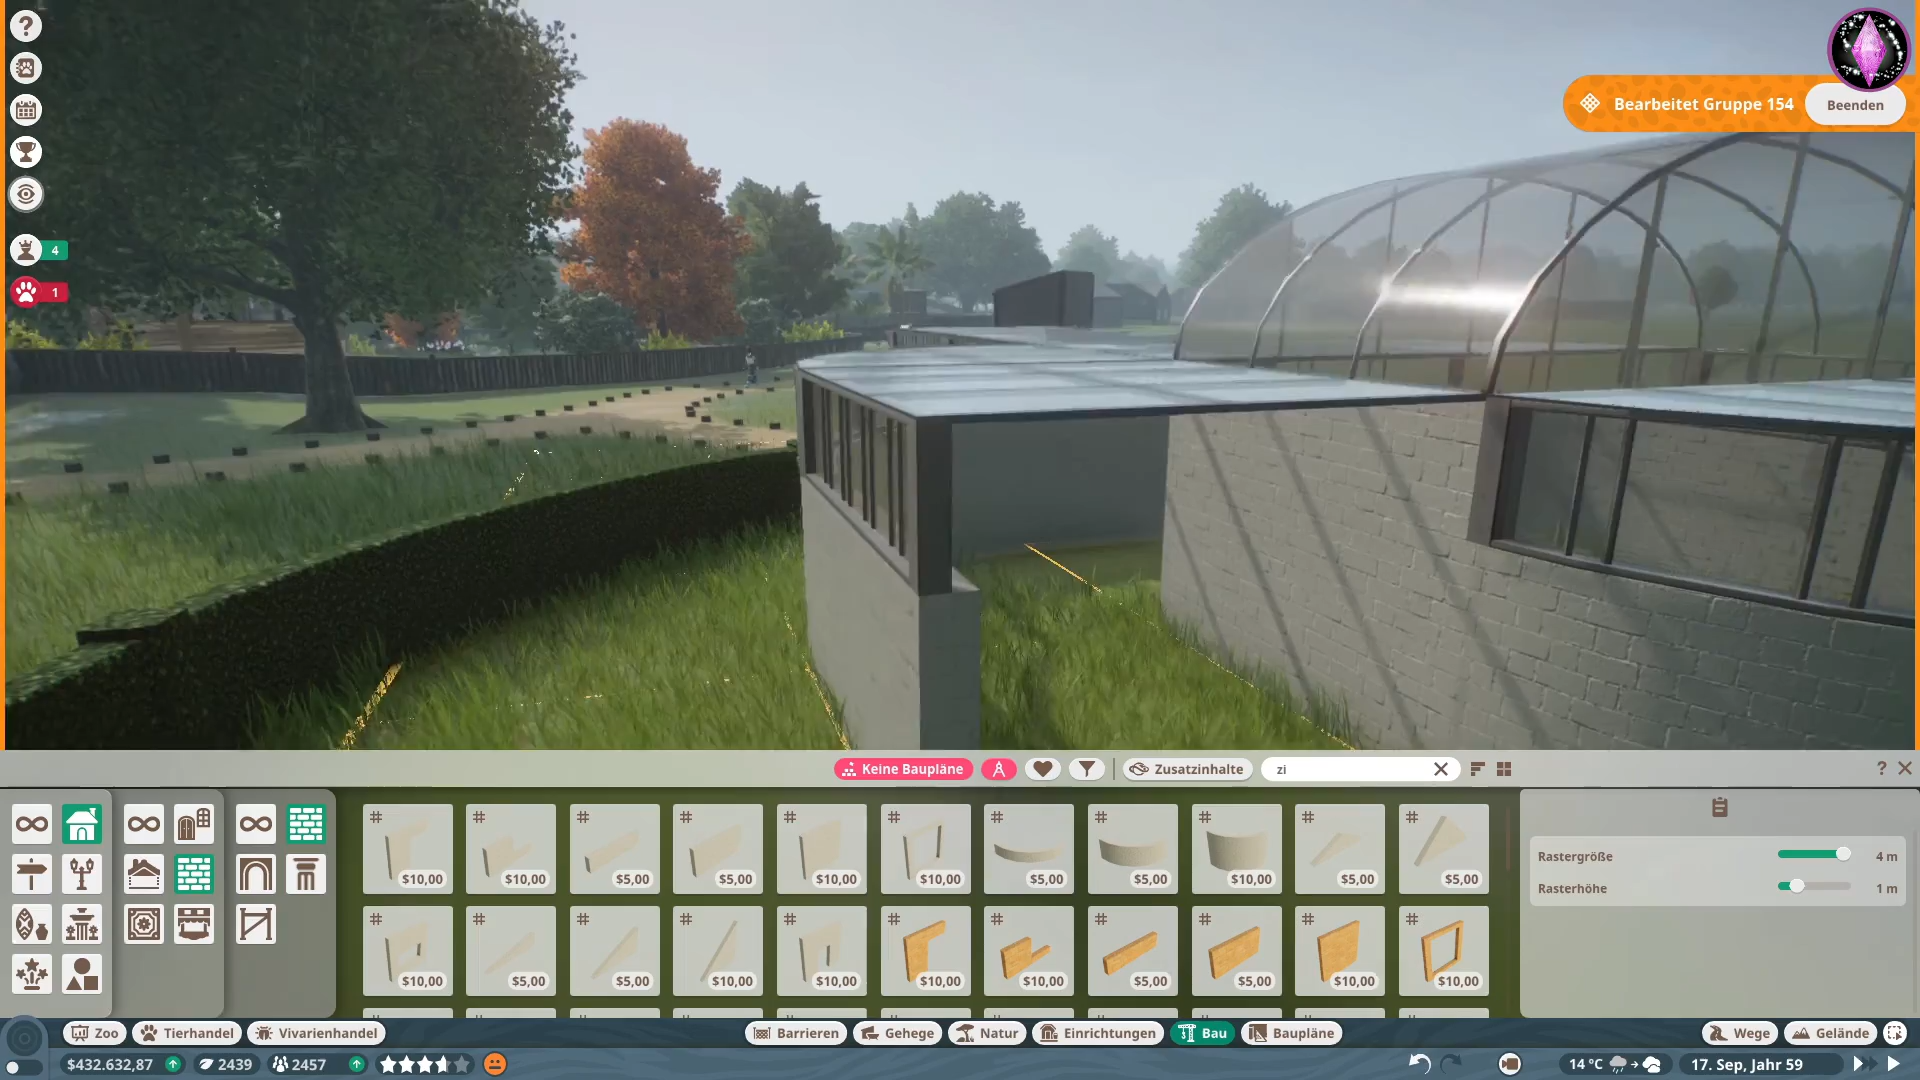 ?
Bearbeitet Gruppe 154
Beenden
4
1
Keine Baupläne
Zusatzinhalte
zi
?
$10,00 $10,00 $5,00 $5,00 $10,00 $10,00 $5,00 $5,00 $10,00 $5,00 $5,00
$10,00 $5,00 $5,00 $10,00 $10,00 $10,00 $10,00 $5,00 $5,00 $10,00 $10,00
Rastergröße 4 m
Rasterhöhe 1 m
Zoo Tierhandel Vivarienhandel Barrieren Gehege Natur Einrichtungen Bau Baupläne Wege Gelände
$432.632,87 2439 2457 14 °C 17. Sep, Jahr 59